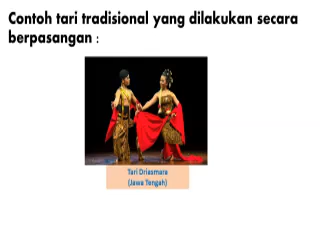 Contoh tari tradisional yang dilakukan secara
berpasangan :
Tari Driasmara
(Jawa Tengah)